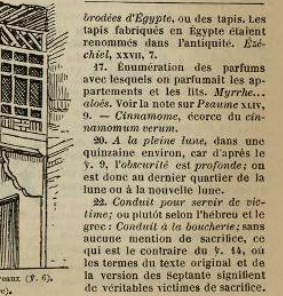 brodées d'Égypte, ou des tapis. Les
tapis fabriqués en Égypte étaient
renommés dans l'antiquité. Ézé-
chiel, XXVII, 7.
17. Énumération des parfums
avec lesquels on parfumait les ap-
partements et les lits. Myrrhe...
aloès. Voir la note sur Psaume XLIV,
9. — Cinnamome, écorce du cin-
namomum verum.
20. A la pleine lune, dans une
quinzaine environ, car d'après le
ỳ. 9, l'obscurité est profonde; on
est donc au dernier quartier de la
lune ou à la nouvelle lune.
22. Conduit pour servir de vic-
time; ou plutôt selon l'hébreu et le
grec : Conduit à la boucherie; sans
aucune mention de sacrifice, ce
qui est le contraire du ỳ. 14, où
les termes du texte original et de
la version des Septante signifient
de véritables victimes de sacrifice.
reaux (ỳ. 6).